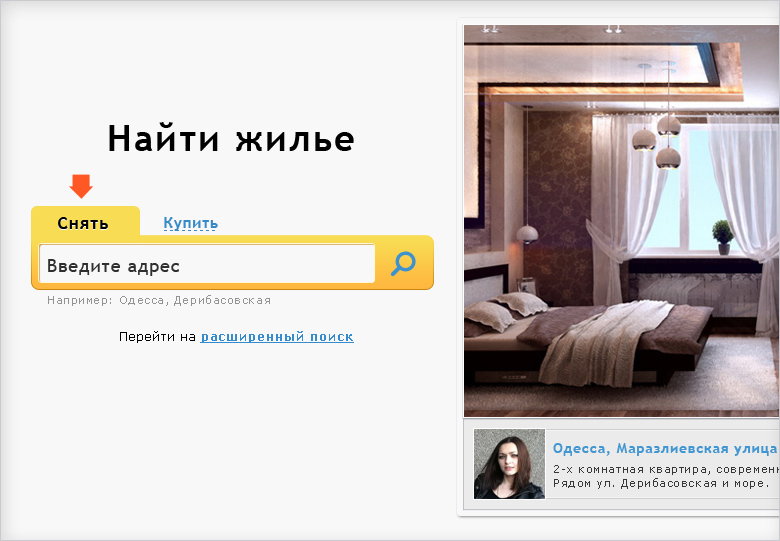 Найти жилье
Снять
Купить
Введите адрес
Например: Одесса, Дерибасовская
Перейти на расширенный поиск
Одесса, Маразлиевская улица
2-х комнатная квартира, современ
Рядом ул. Дерибасовская и море.